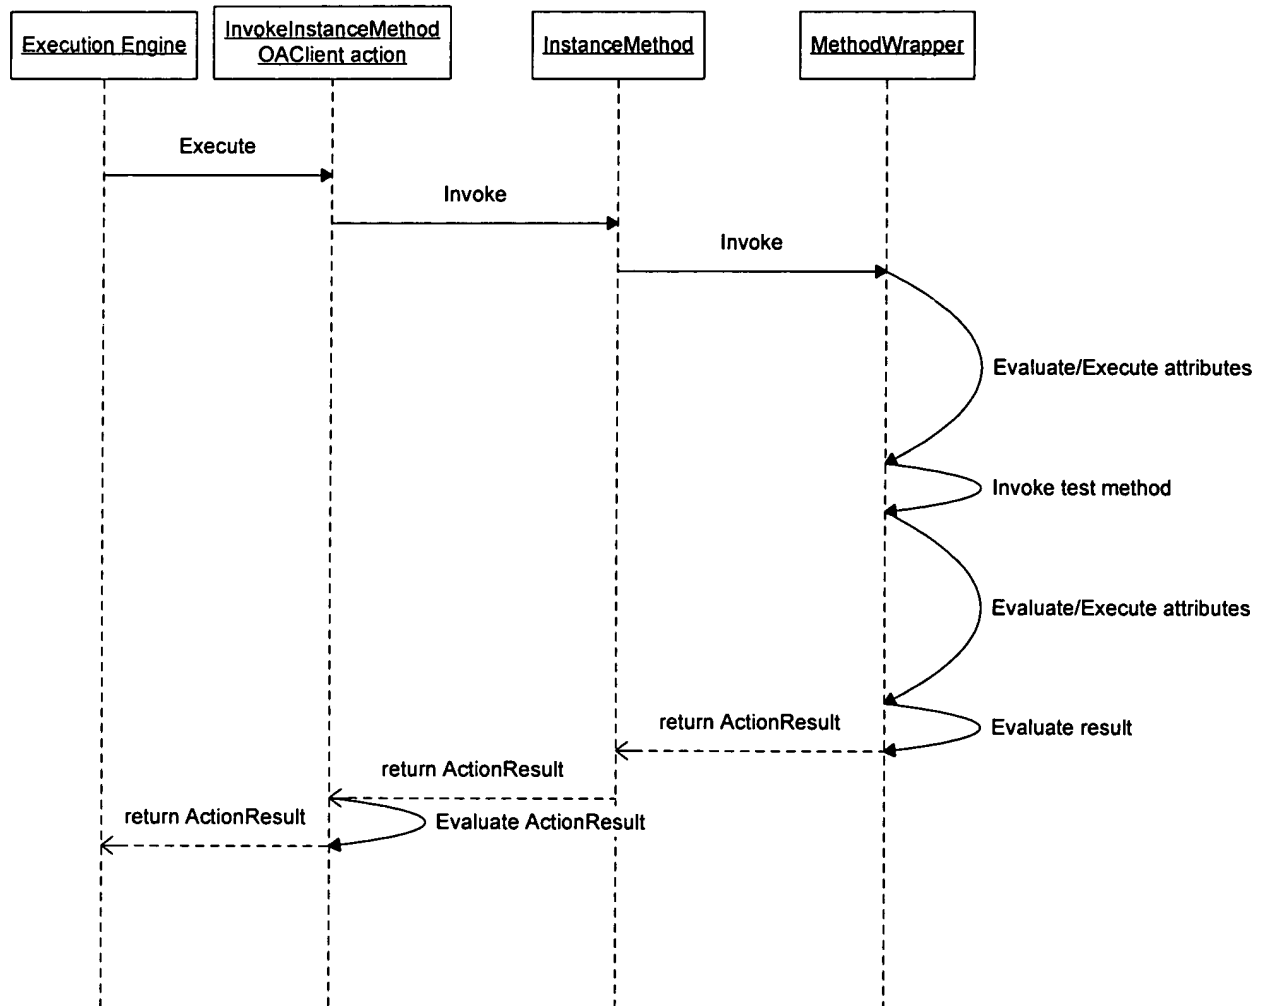 Execution Engine
InvokeInstanceMethod
OAClient action
InstanceMethod
MethodWrapper
Execute
Invoke
Invoke
Evaluate/Execute attributes
Invoke test method
Evaluate/Execute attributes
return ActionResult
Evaluate result
return ActionResult
return ActionResult
Evaluate ActionResult